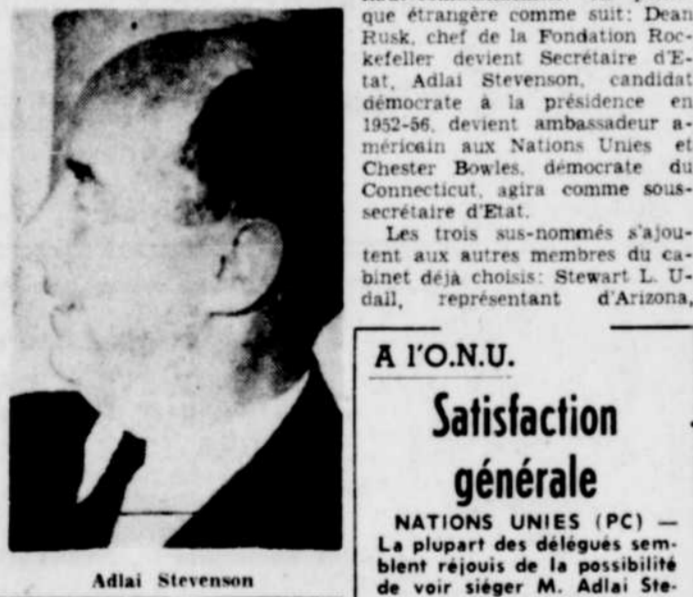 que étrangère comme suit: Dean
Rusk, chef de la Fondation Roc-
kefeller devient Secrétaire d'E-
tat, Adlai Stevenson, candidat
démocrate à la présidence en
1952-56, devient ambassadeur a-
méricain aux Nations Unies et
Chester Bowles, démocrate du
Connecticut, agira comme sous-
secrétaire d'Etat.
Les trois sus-nommés s'ajou-
tent aux autres membres du ca-
binet déjà choisis: Stewart L. U-
dall, représentant d'Arizona,
A l'O.N.U.
Satisfaction
générale
NATIONS UNIES (PC) —
La plupart des délégués sem-
blent réjouis de la possibilité
de voir siéger M. Adlai Ste-
Adlai Stevenson